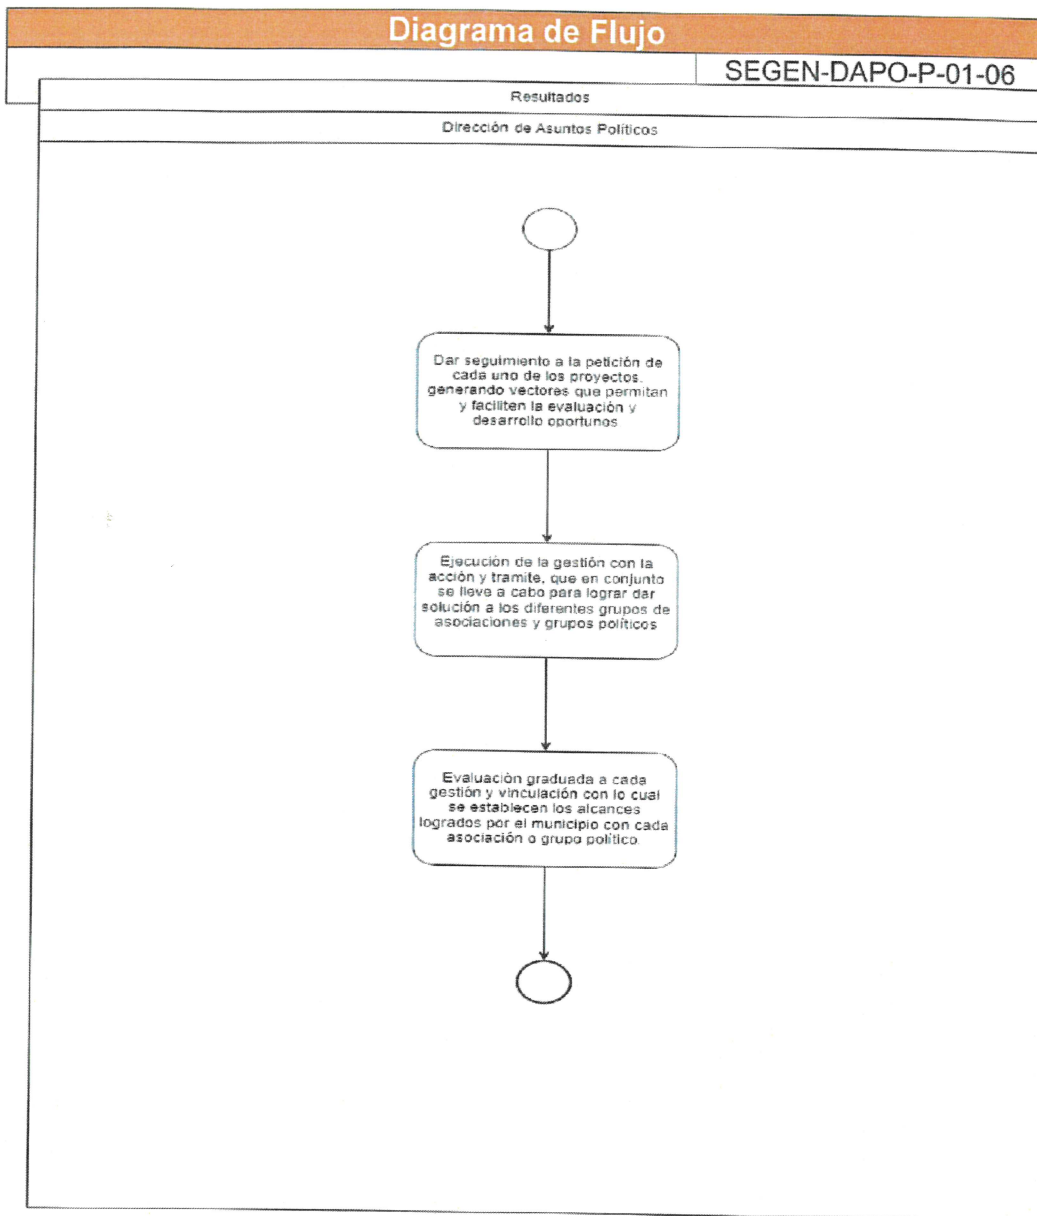 Diagrama de Flujo
SEGEN-DAPO-P-01-06
Resultados
Dirección de Asuntos Políticos
Dar seguimiento a la petición de
cada uno de los proyectos,
generando vectores que permitan
y faciliten la evaluación y
desarrollo oportunos
Ejecución de la gestión con la
acción y tramite, que en conjunto
se lleve a cabo para lograr dar
solución a los diferentes grupos de
asociaciones y grupos políticos
Evaluación graduada a cada
gestión y vinculación con lo cual
se establecen los alcances
logrados por el municipio con cada
asociación o grupo político.